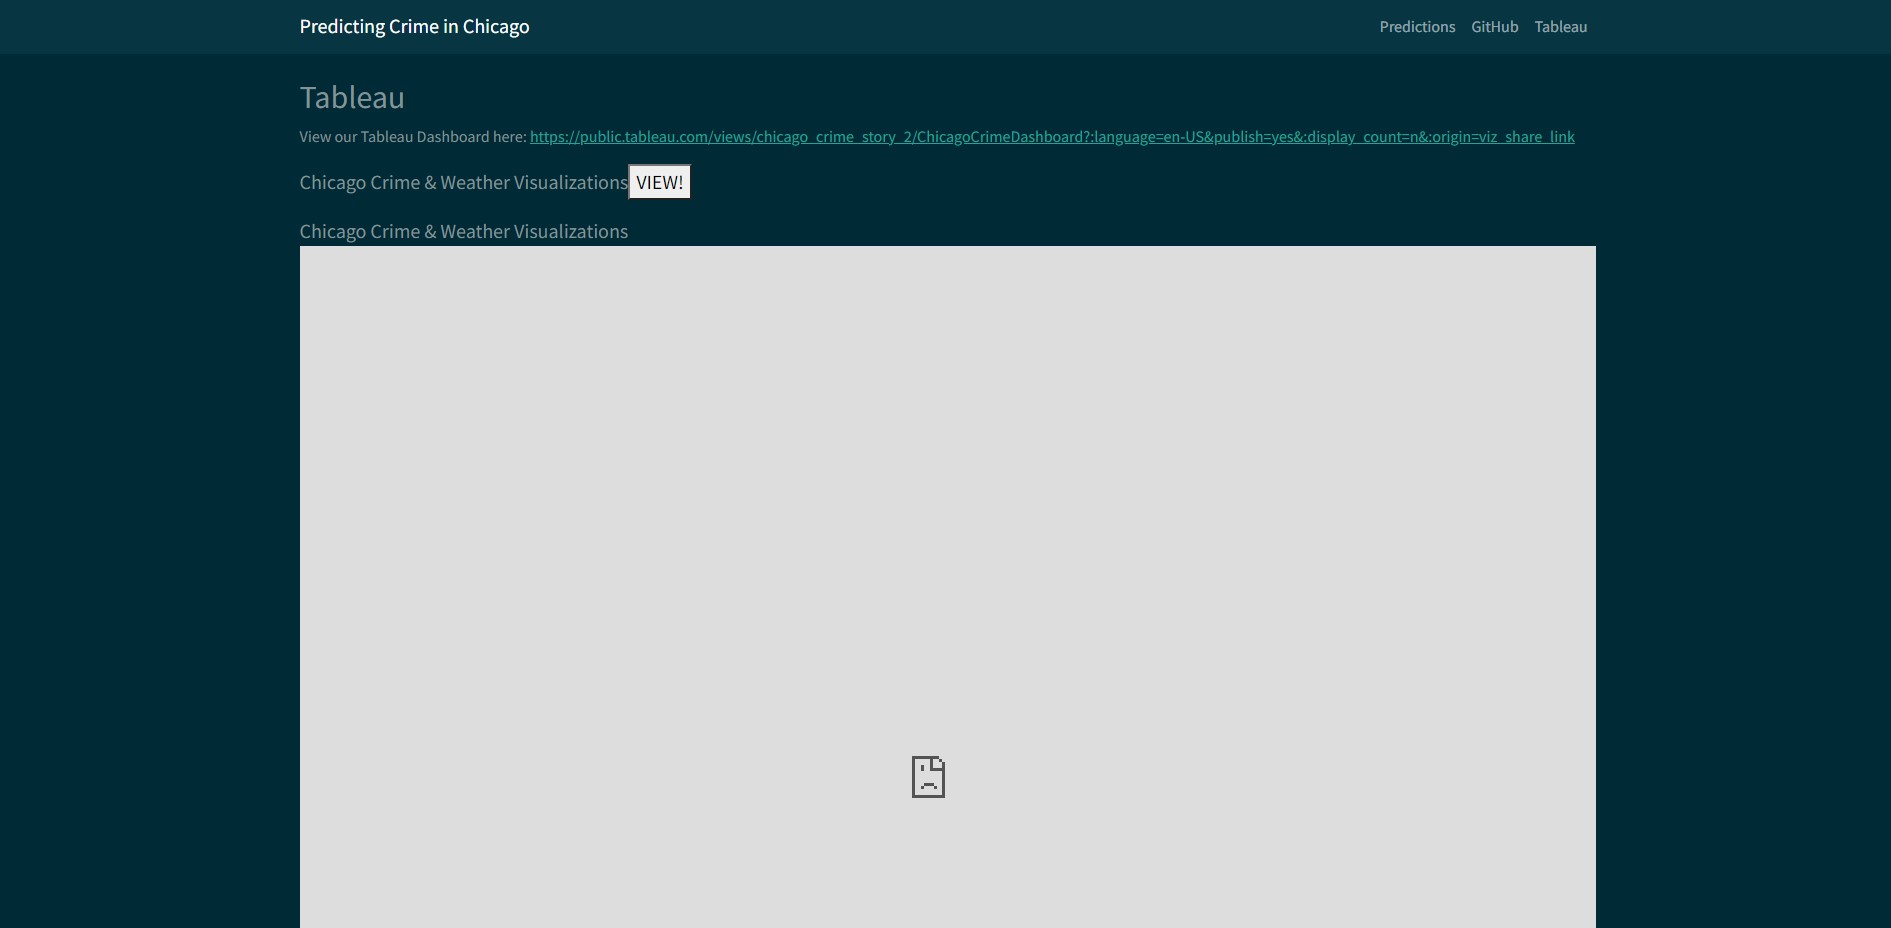 Predicting Crime in Chicago
Predictions GitHub Tableau
Tableau
View our Tableau Dashboard here: https://public.tableau.com/views/chicago_crime_story_2/ChicagoCrimeDashboard?:language=en-US&publish=yes&:display_count=n&:origin=viz_share_link
Chicago Crime & Weather Visualizations VIEW!
Chicago Crime & Weather Visualizations